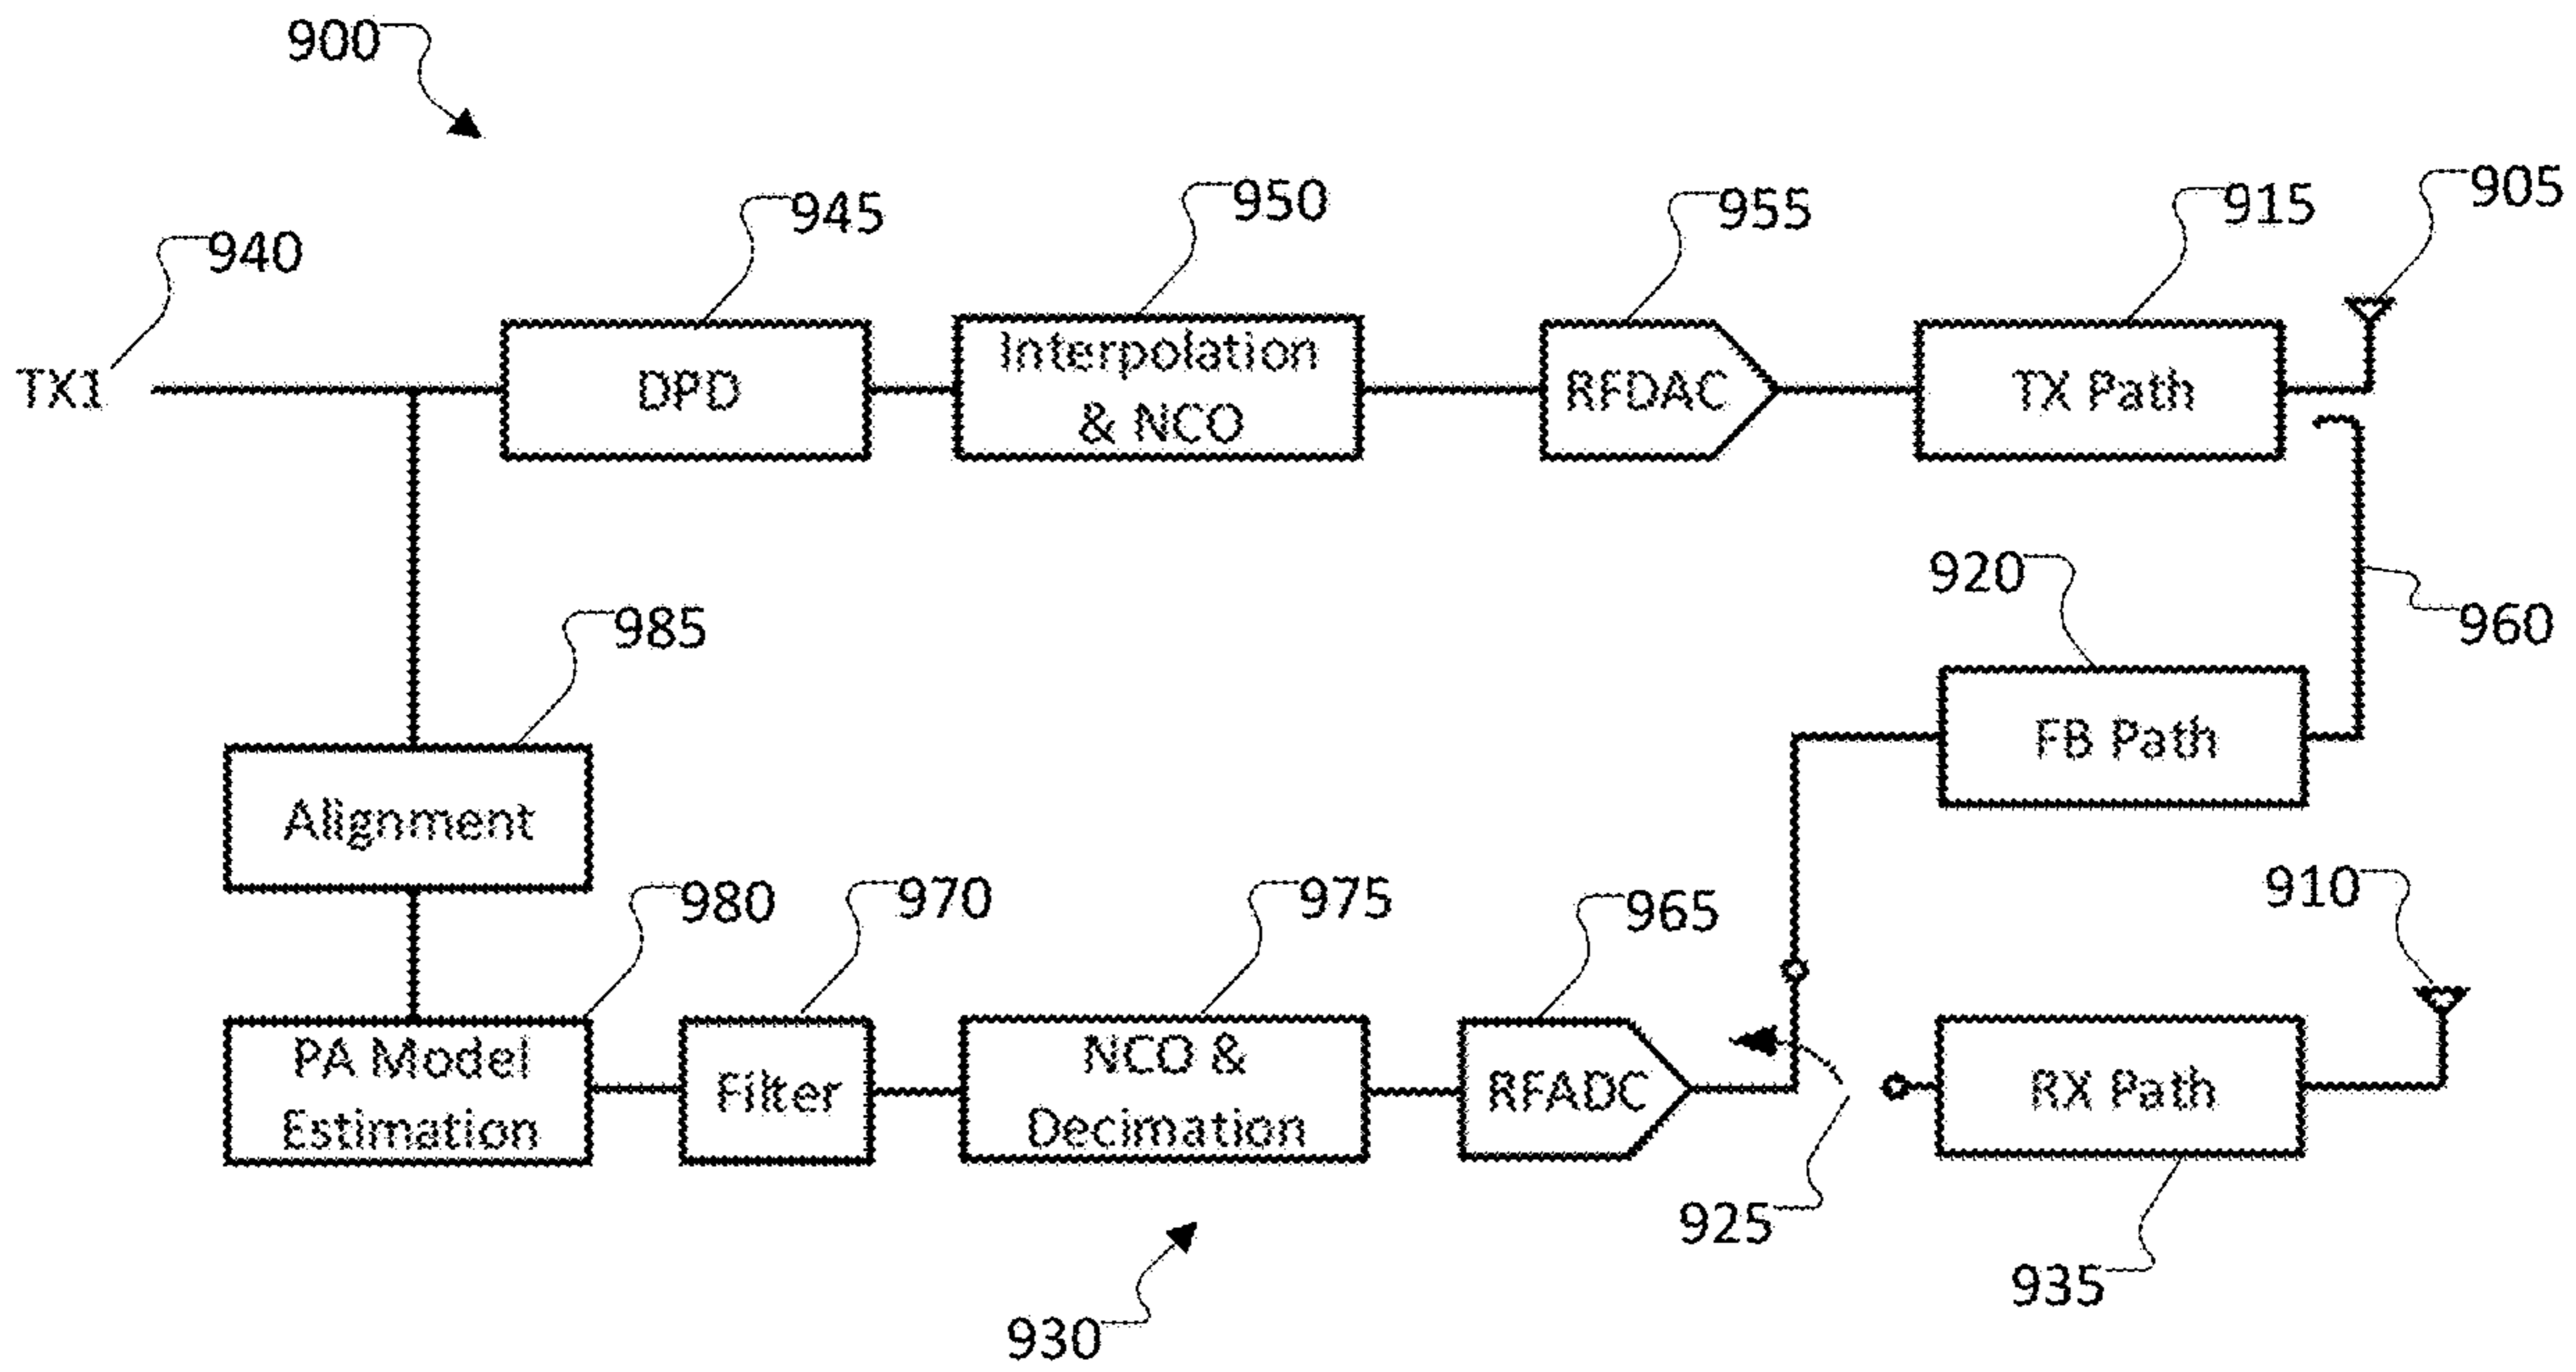 900
945
950
955
915
905
940
TX1
DPD
Interpolation
& NCO
RFDAC
TX Path
920
960
985
FB Path
Alignment
980
970
975
965
910
PA Model
Estimation
Filter
NCO &
Decimation
RFADC
RX Path
925
935
930